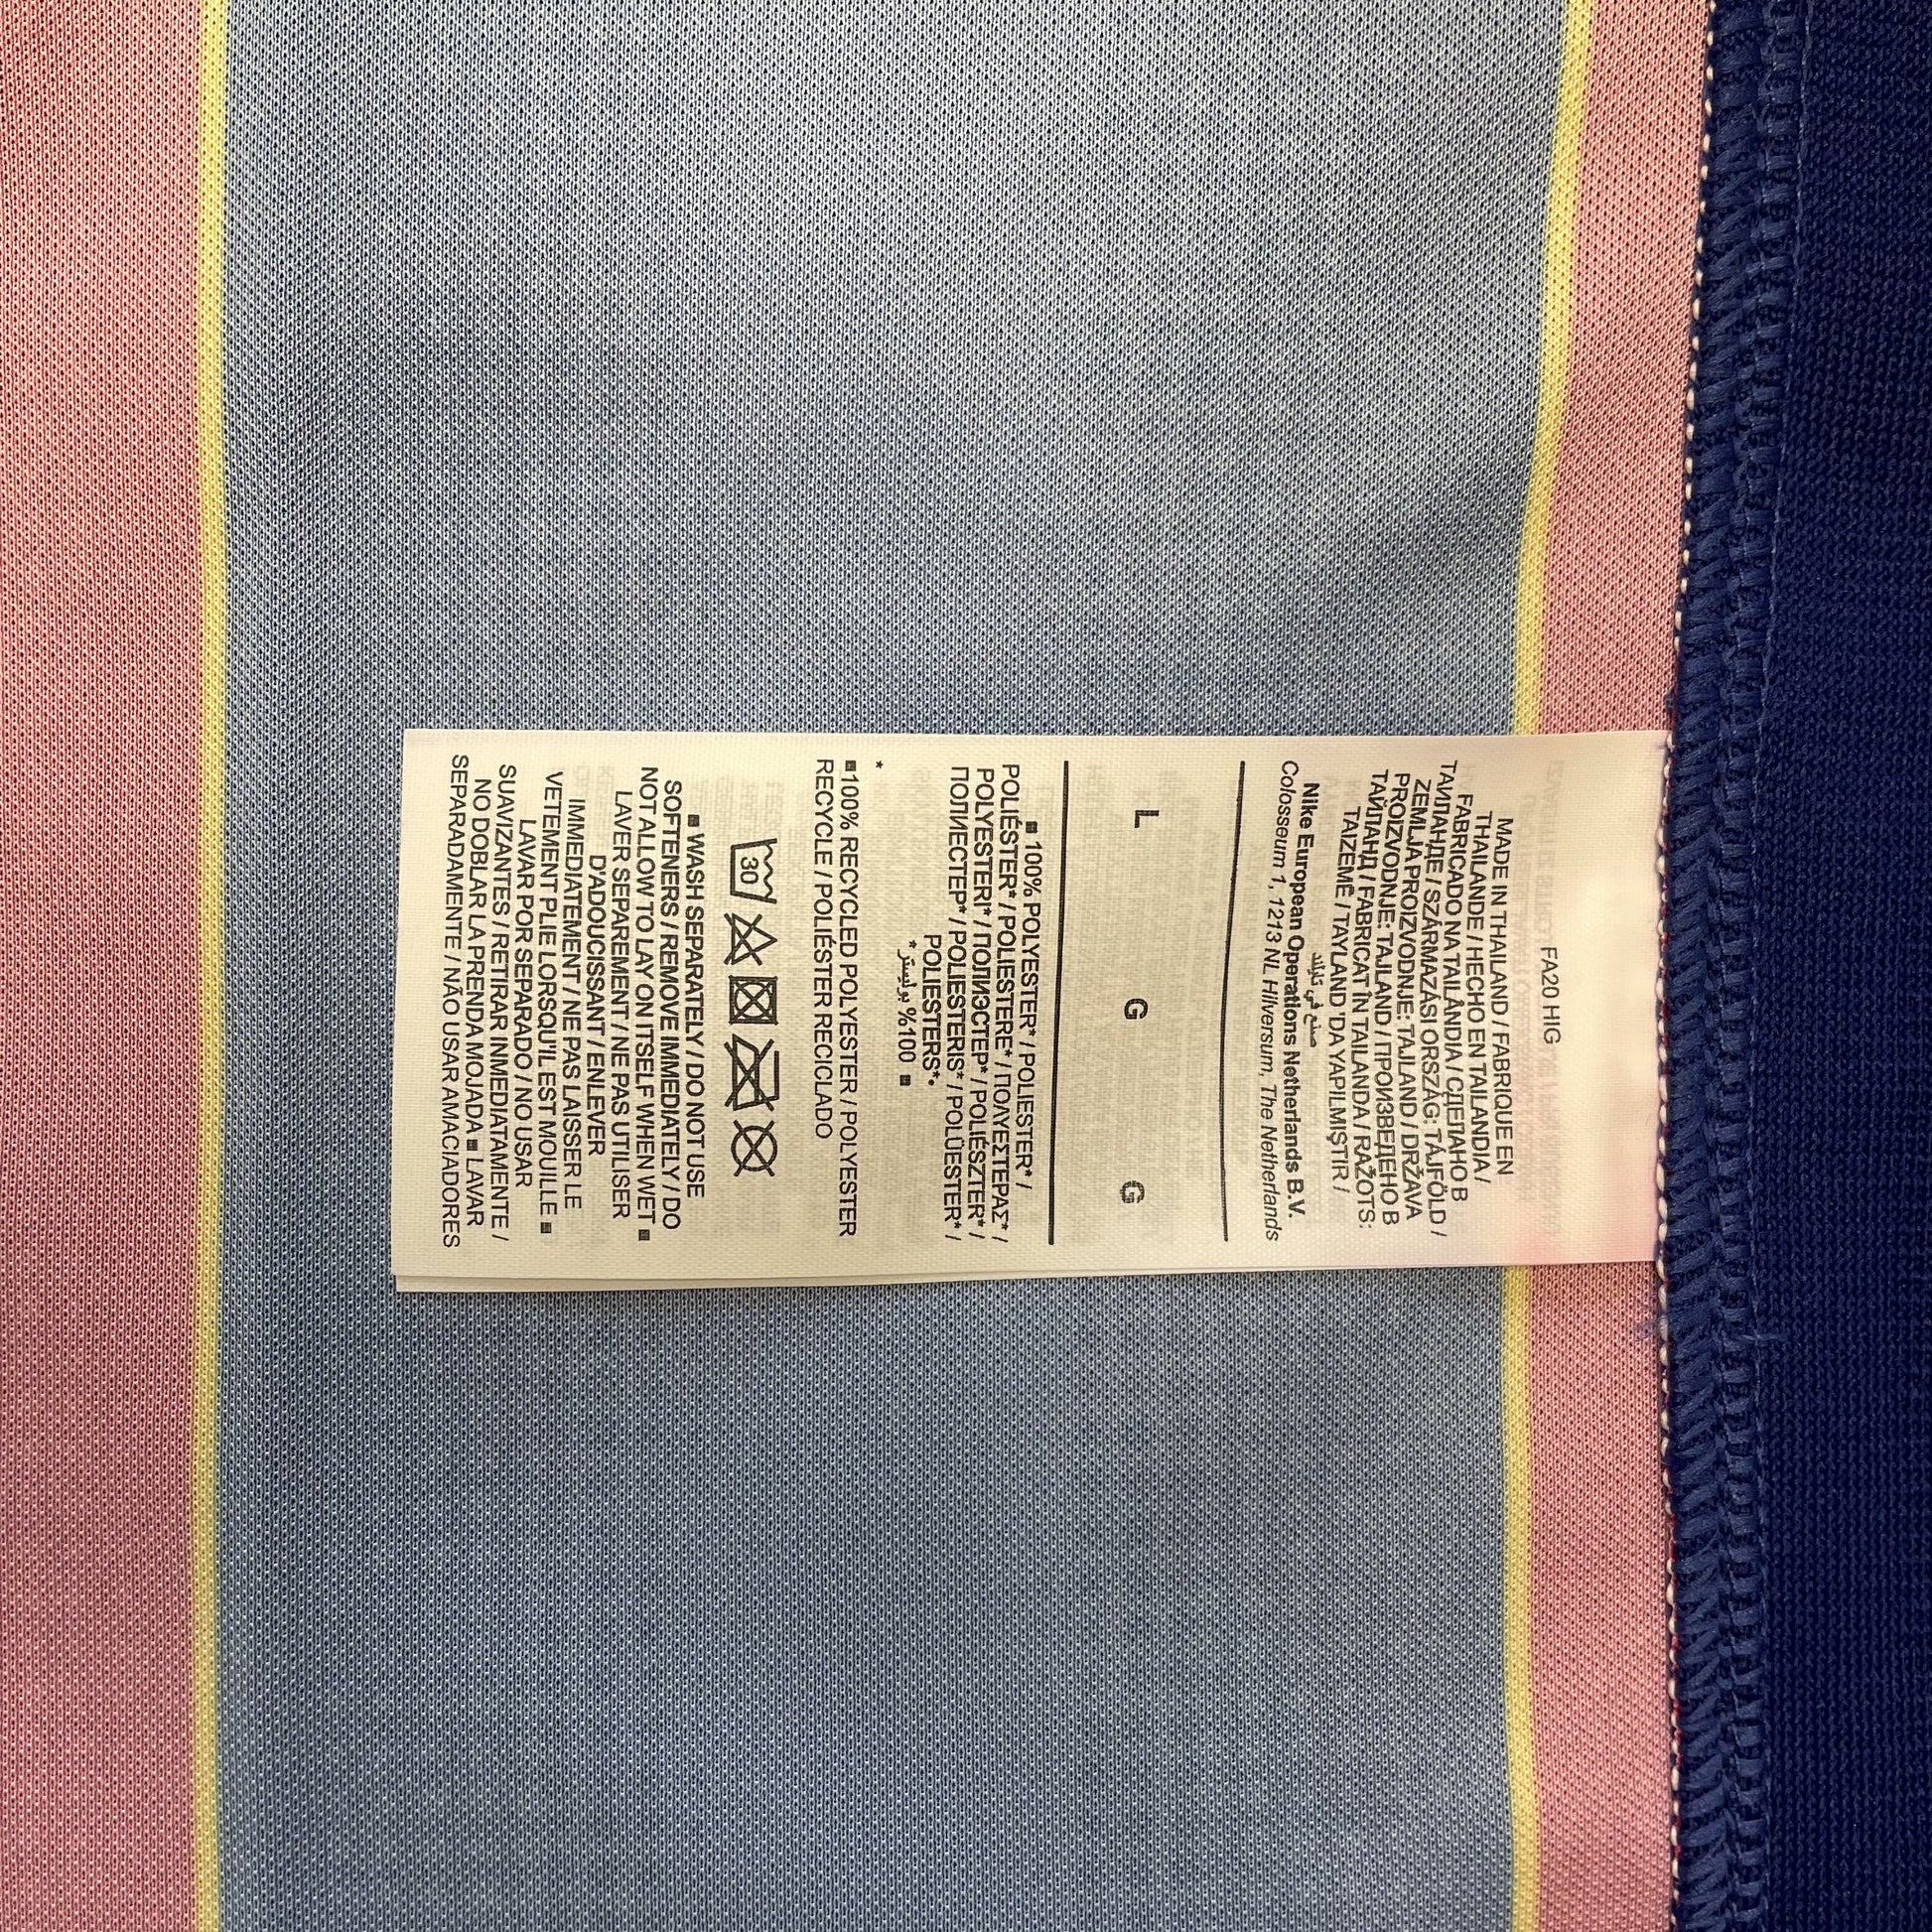 FA20 HIG
MADE IN THAILAND / FABRIQUE EN
THAILANDE / HECHO EN TAILANDIA /
FABRICADO NA TAILÂNDIA / СДЕПАНО В
ТАИЛАНДЕ / SZÁRMAZÁSI ORSZÁG: TÁJFÖLD /
ZEMLJA PROIZVODNJE: TAJLAND / DRŽAVA
PROIZVODNJE: TAJLAND / ПРОИЗВЕДЕНО В
ТАЙЛАНД / FABRICAT ÎN TAILANDA / RAŽOTS:
TAIZEMĒ / TAYLAND 'DA YAPILMIŞTIR /
صنع في تايلند
Nike European Operations Netherlands B.V.
Colosseum 1, 1213 NL Hilversum, The Netherlands
L G G
■ 100% POLYESTER* / POLIESTER* /
POLIÉSTER* / POLIESTERE* / ΠΟΛΥΕΣΤΕΡΑΣ* /
POLYESTERI* / ПОЛИЭСТЕР* / POLIÉSZTER* /
ПОЛИЕСТЕР* / POLIESTERIS* / POLÜESTER* /
POLIESTERS*
■ 100% بوليستر*
*
■100% RECYCLED POLYESTER / POLYESTER
RECYCLE / POLIÉSTER RECICLADO
30
■ WASH SEPARATELY / DO NOT USE
SOFTENERS / REMOVE IMMEDIATELY / DO
NOT ALLOW TO LAY ON ITSELF WHEN WET ■
LAVER SEPAREMENT / NE PAS UTILISER
D'ADOUCISSANT / ENLEVER
IMMEDIATEMENT / NE PAS LAISSER LE
VETEMENT PLIE LORSQU'IL EST MOUILLE ■
LAVAR POR SEPARADO / NO USAR
SUAVIZANTES / RETIRAR INMEDIATAMENTE /
NO DOBLAR LA PRENDA MOJADA ■ LAVAR
SEPARADAMENTE / NÃO USAR AMACIADORES